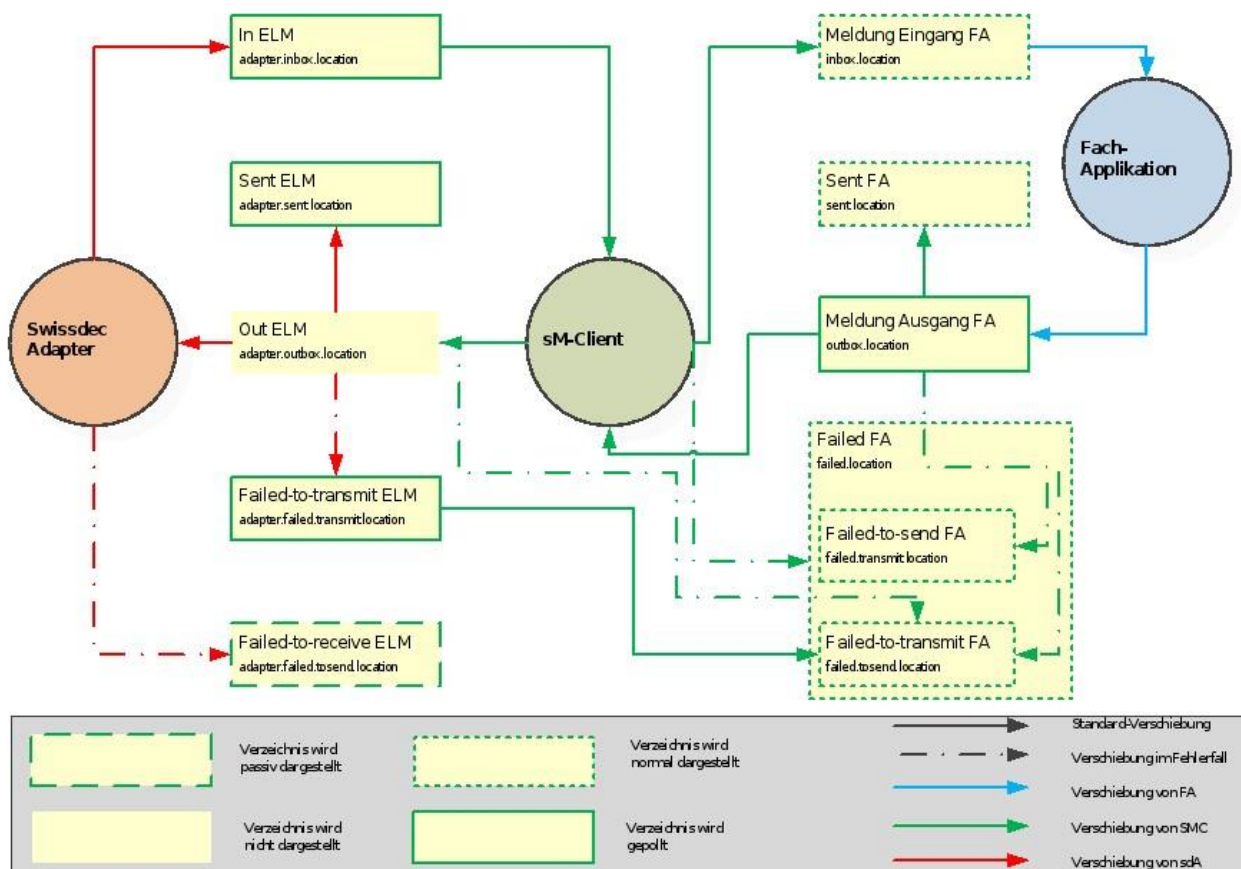 In ELM
adapter.inbox.location
Meldung Eingang FA
inbox.location
Fach-
Applikation
Sent ELM
adapter.sent.location
Sent FA
sent.location
Swissdec
Adapter
Out ELM
adapter.outbox.location
sM-Client
Meldung Ausgang FA
outbox.location
Failed FA
failed.location
Failed-to-transmit ELM
adapter.failed.transmit.location
Failed-to-send FA
failed.transmit.location
Failed-to-receive ELM
adapter.failed.tosend.location
Failed-to-transmit FA
failed.tosend.location
Verzeichnis wird
passiv dargestellt
Verzeichnis wird
normal dargestellt
Verzeichnis wird
nicht dargestellt
Verzeichnis wird
gepollt
Standard-Verschiebung
Verschiebung im Fehlerfall
Verschiebung von FA
Verschiebung von SMC
Verschiebung von sdA